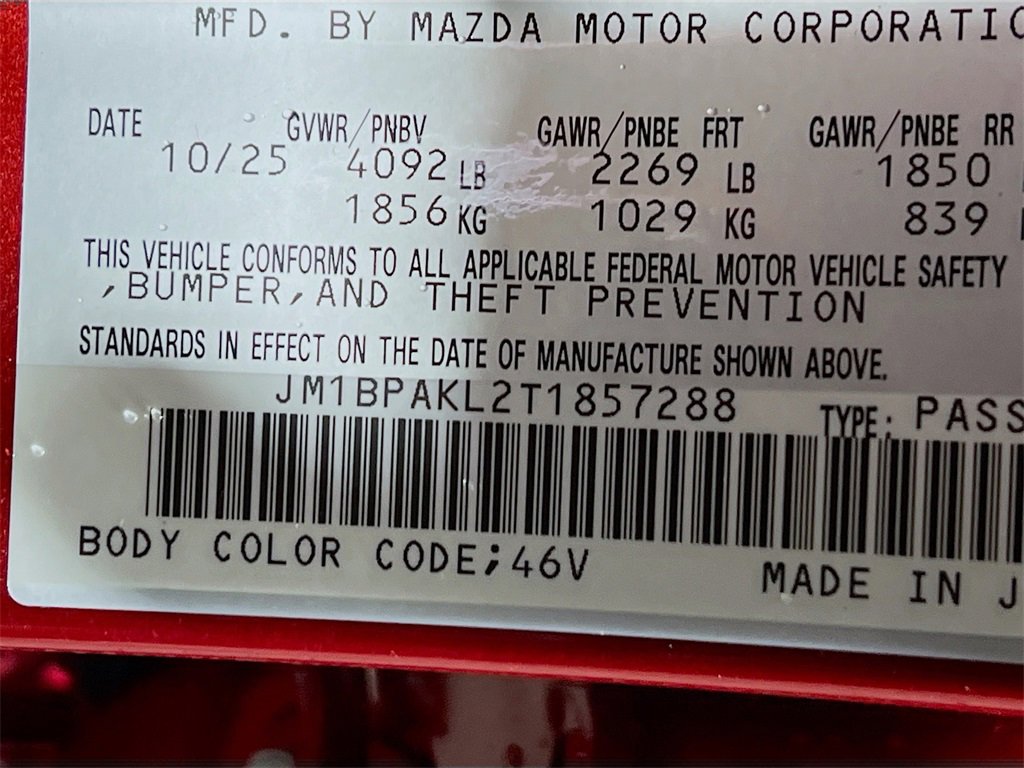 MFD. BY MAZDA MOTOR CORPORATIO
DATE GVWR/PNBV GAWR/PNBE FRT GAWR/PNBE RR
10/25 4092 LB 2269 LB 1850
1856 KG 1029 KG 839
THIS VEHICLE CONFORMS TO ALL APPLICABLE FEDERAL MOTOR VEHICLE SAFETY
,BUMPER,AND THEFT PREVENTION
STANDARDS IN EFFECT ON THE DATE OF MANUFACTURE SHOWN ABOVE.
JM1BPAKL2T1857288 TYPE: PASS
BODY COLOR CODE;46V
MADE IN J